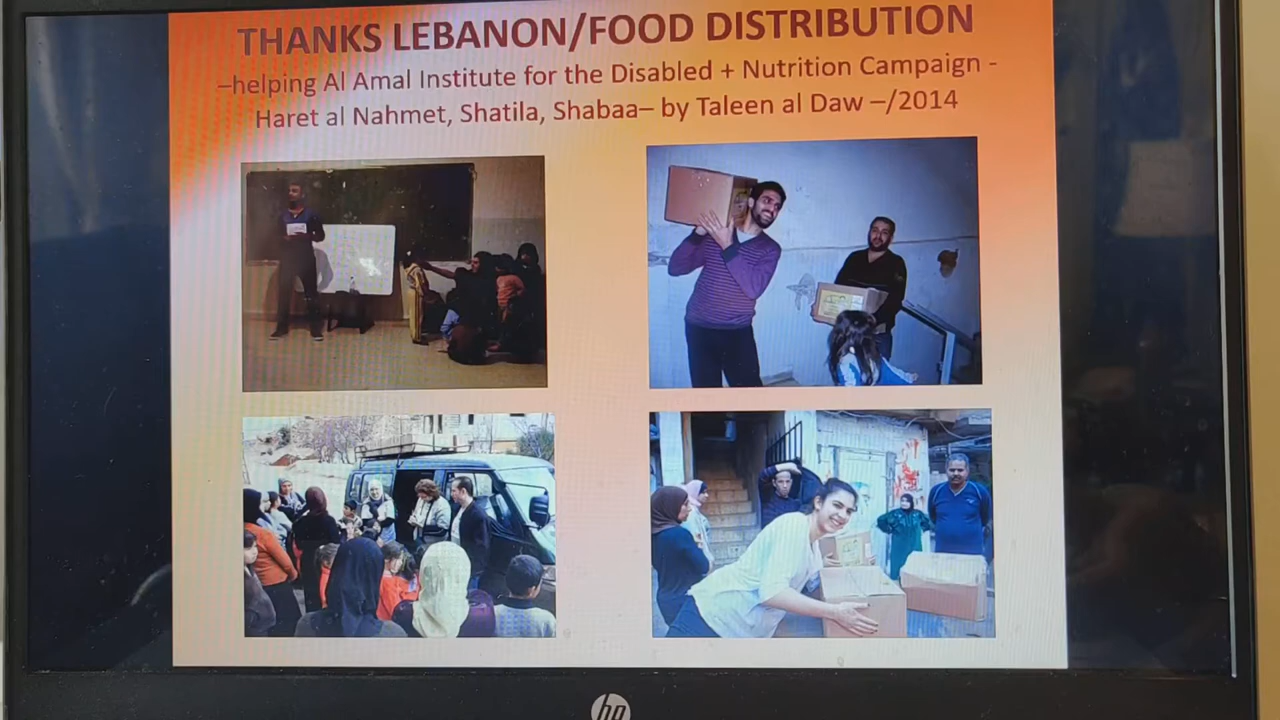 THANKS LEBANON/FOOD DISTRIBUTION
–helping Al Amal Institute for the Disabled + Nutrition Campaign -
Haret al Nahmet, Shatila, Shabaa– by Taleen al Daw –/2014
hp